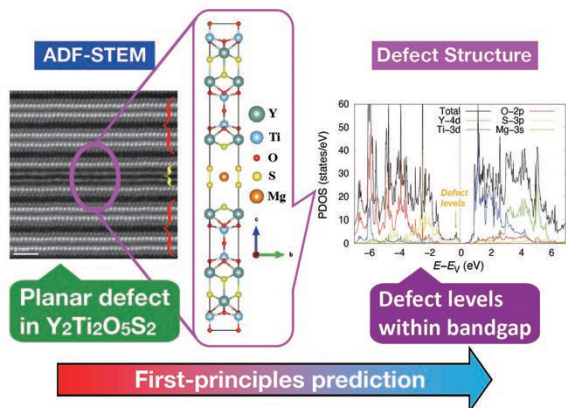 ADF-STEM
Defect Structure
Y
Ti
O
S
Mg
c
b
Total
Y-4d
Ti-3d
O-2p
S-3p
Mg-3s
Defect
levels
PDOS (states/eV)
60
50
40
30
20
10
0
-6 -4 -2 0 2 4 6
E-EV (eV)
Planar defect
in Y2Ti2O5S2
Defect levels
within bandgap
First-principles prediction